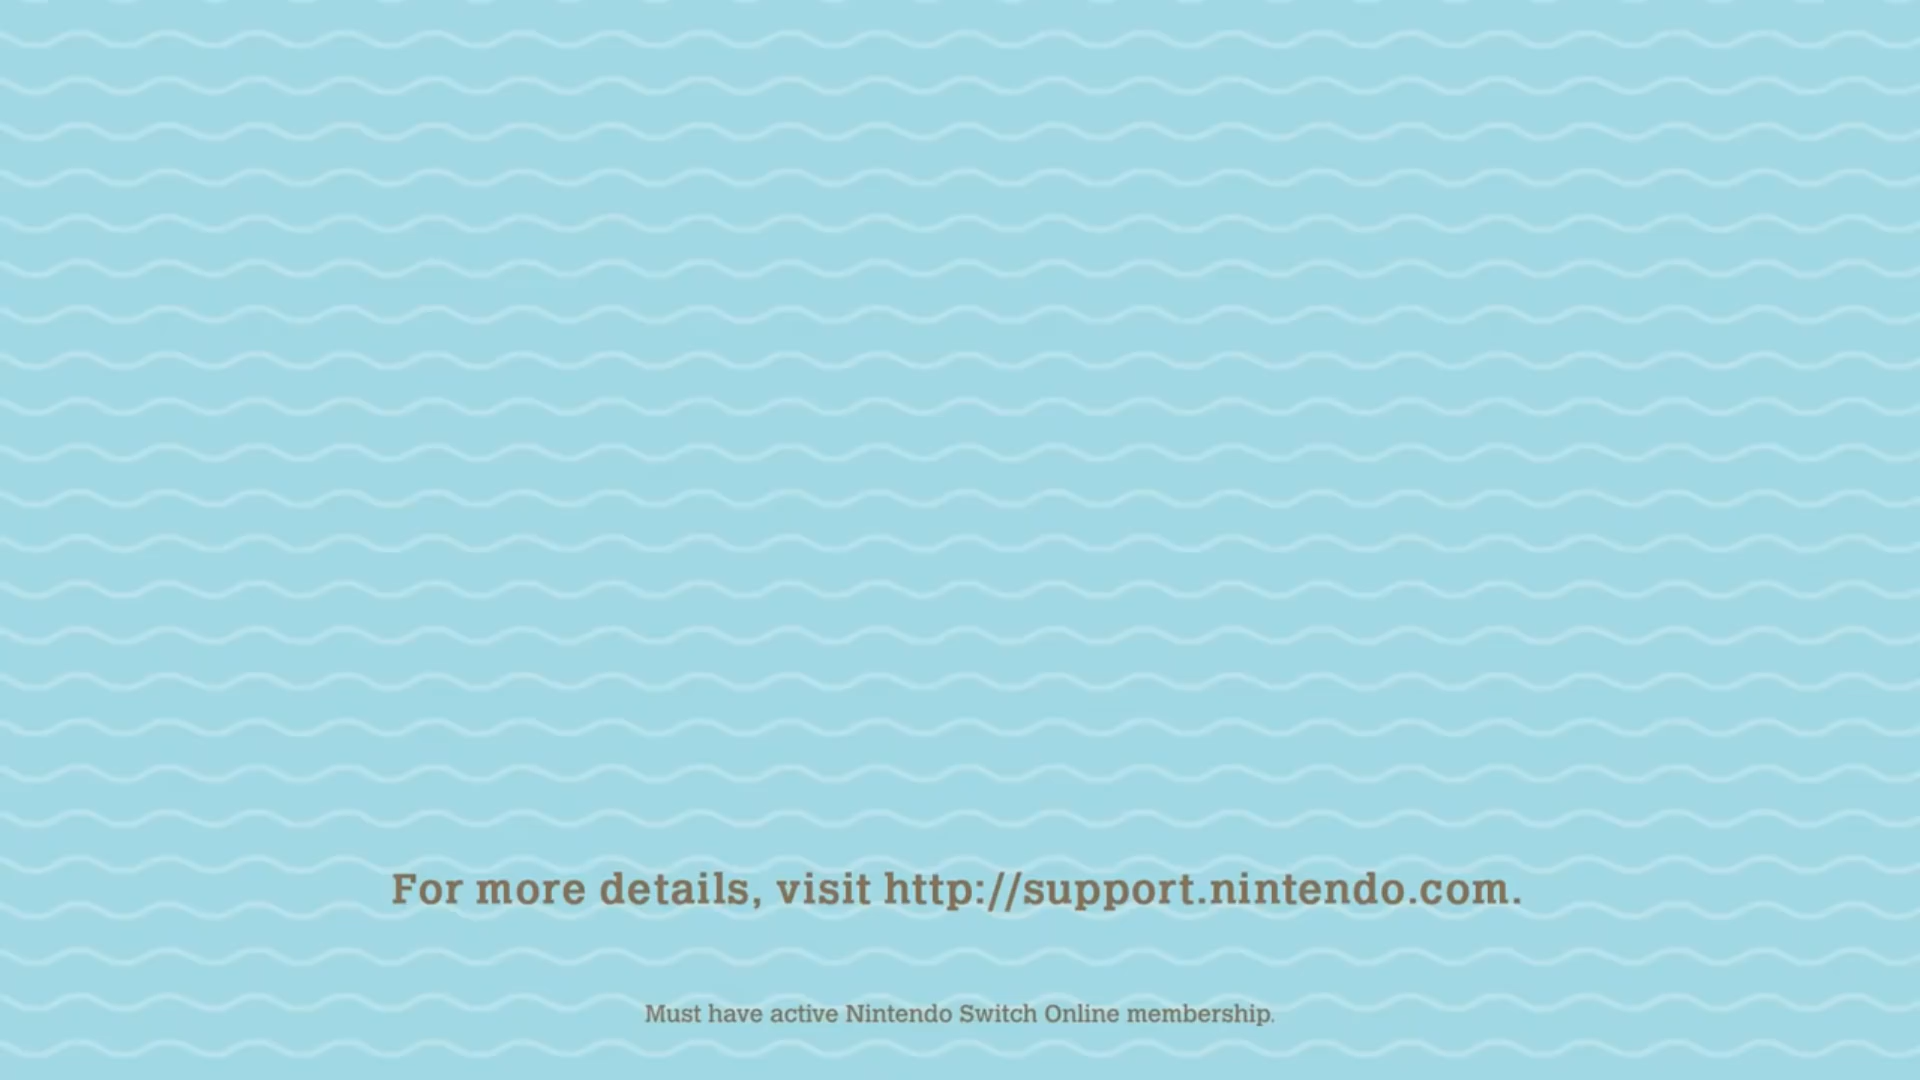 For more details, visit http://support.nintendo.com.
Must have active Nintendo Switch Online membership.